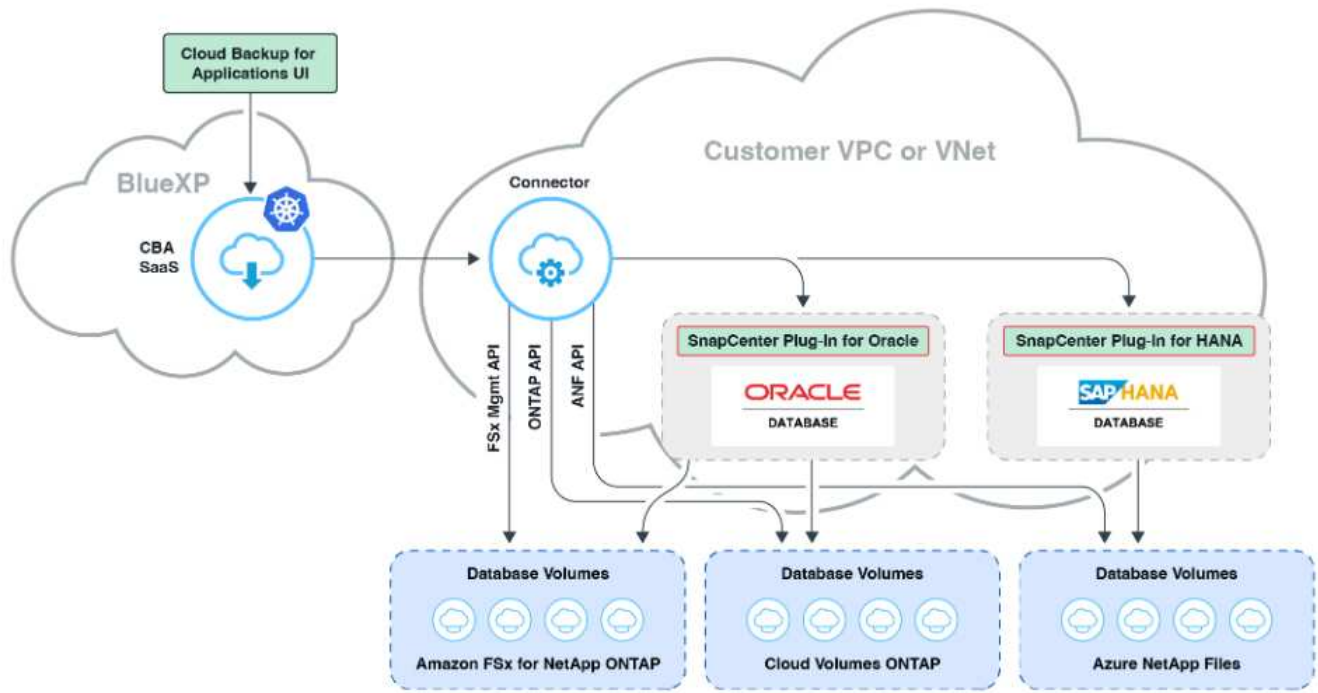 Cloud Backup for
Applications UI
BlueXP
Customer VPC or VNet
Connector
CBA
SaaS
SnapCenter Plug-In for Oracle
SnapCenter Plug-In for HANA
FSx Mgmt API
ONTAP API
ANF API
ORACLE
DATABASE
SAP HANA
DATABASE
Database Volumes
Database Volumes
Database Volumes
Amazon FSx for NetApp ONTAP
Cloud Volumes ONTAP
Azure NetApp Files